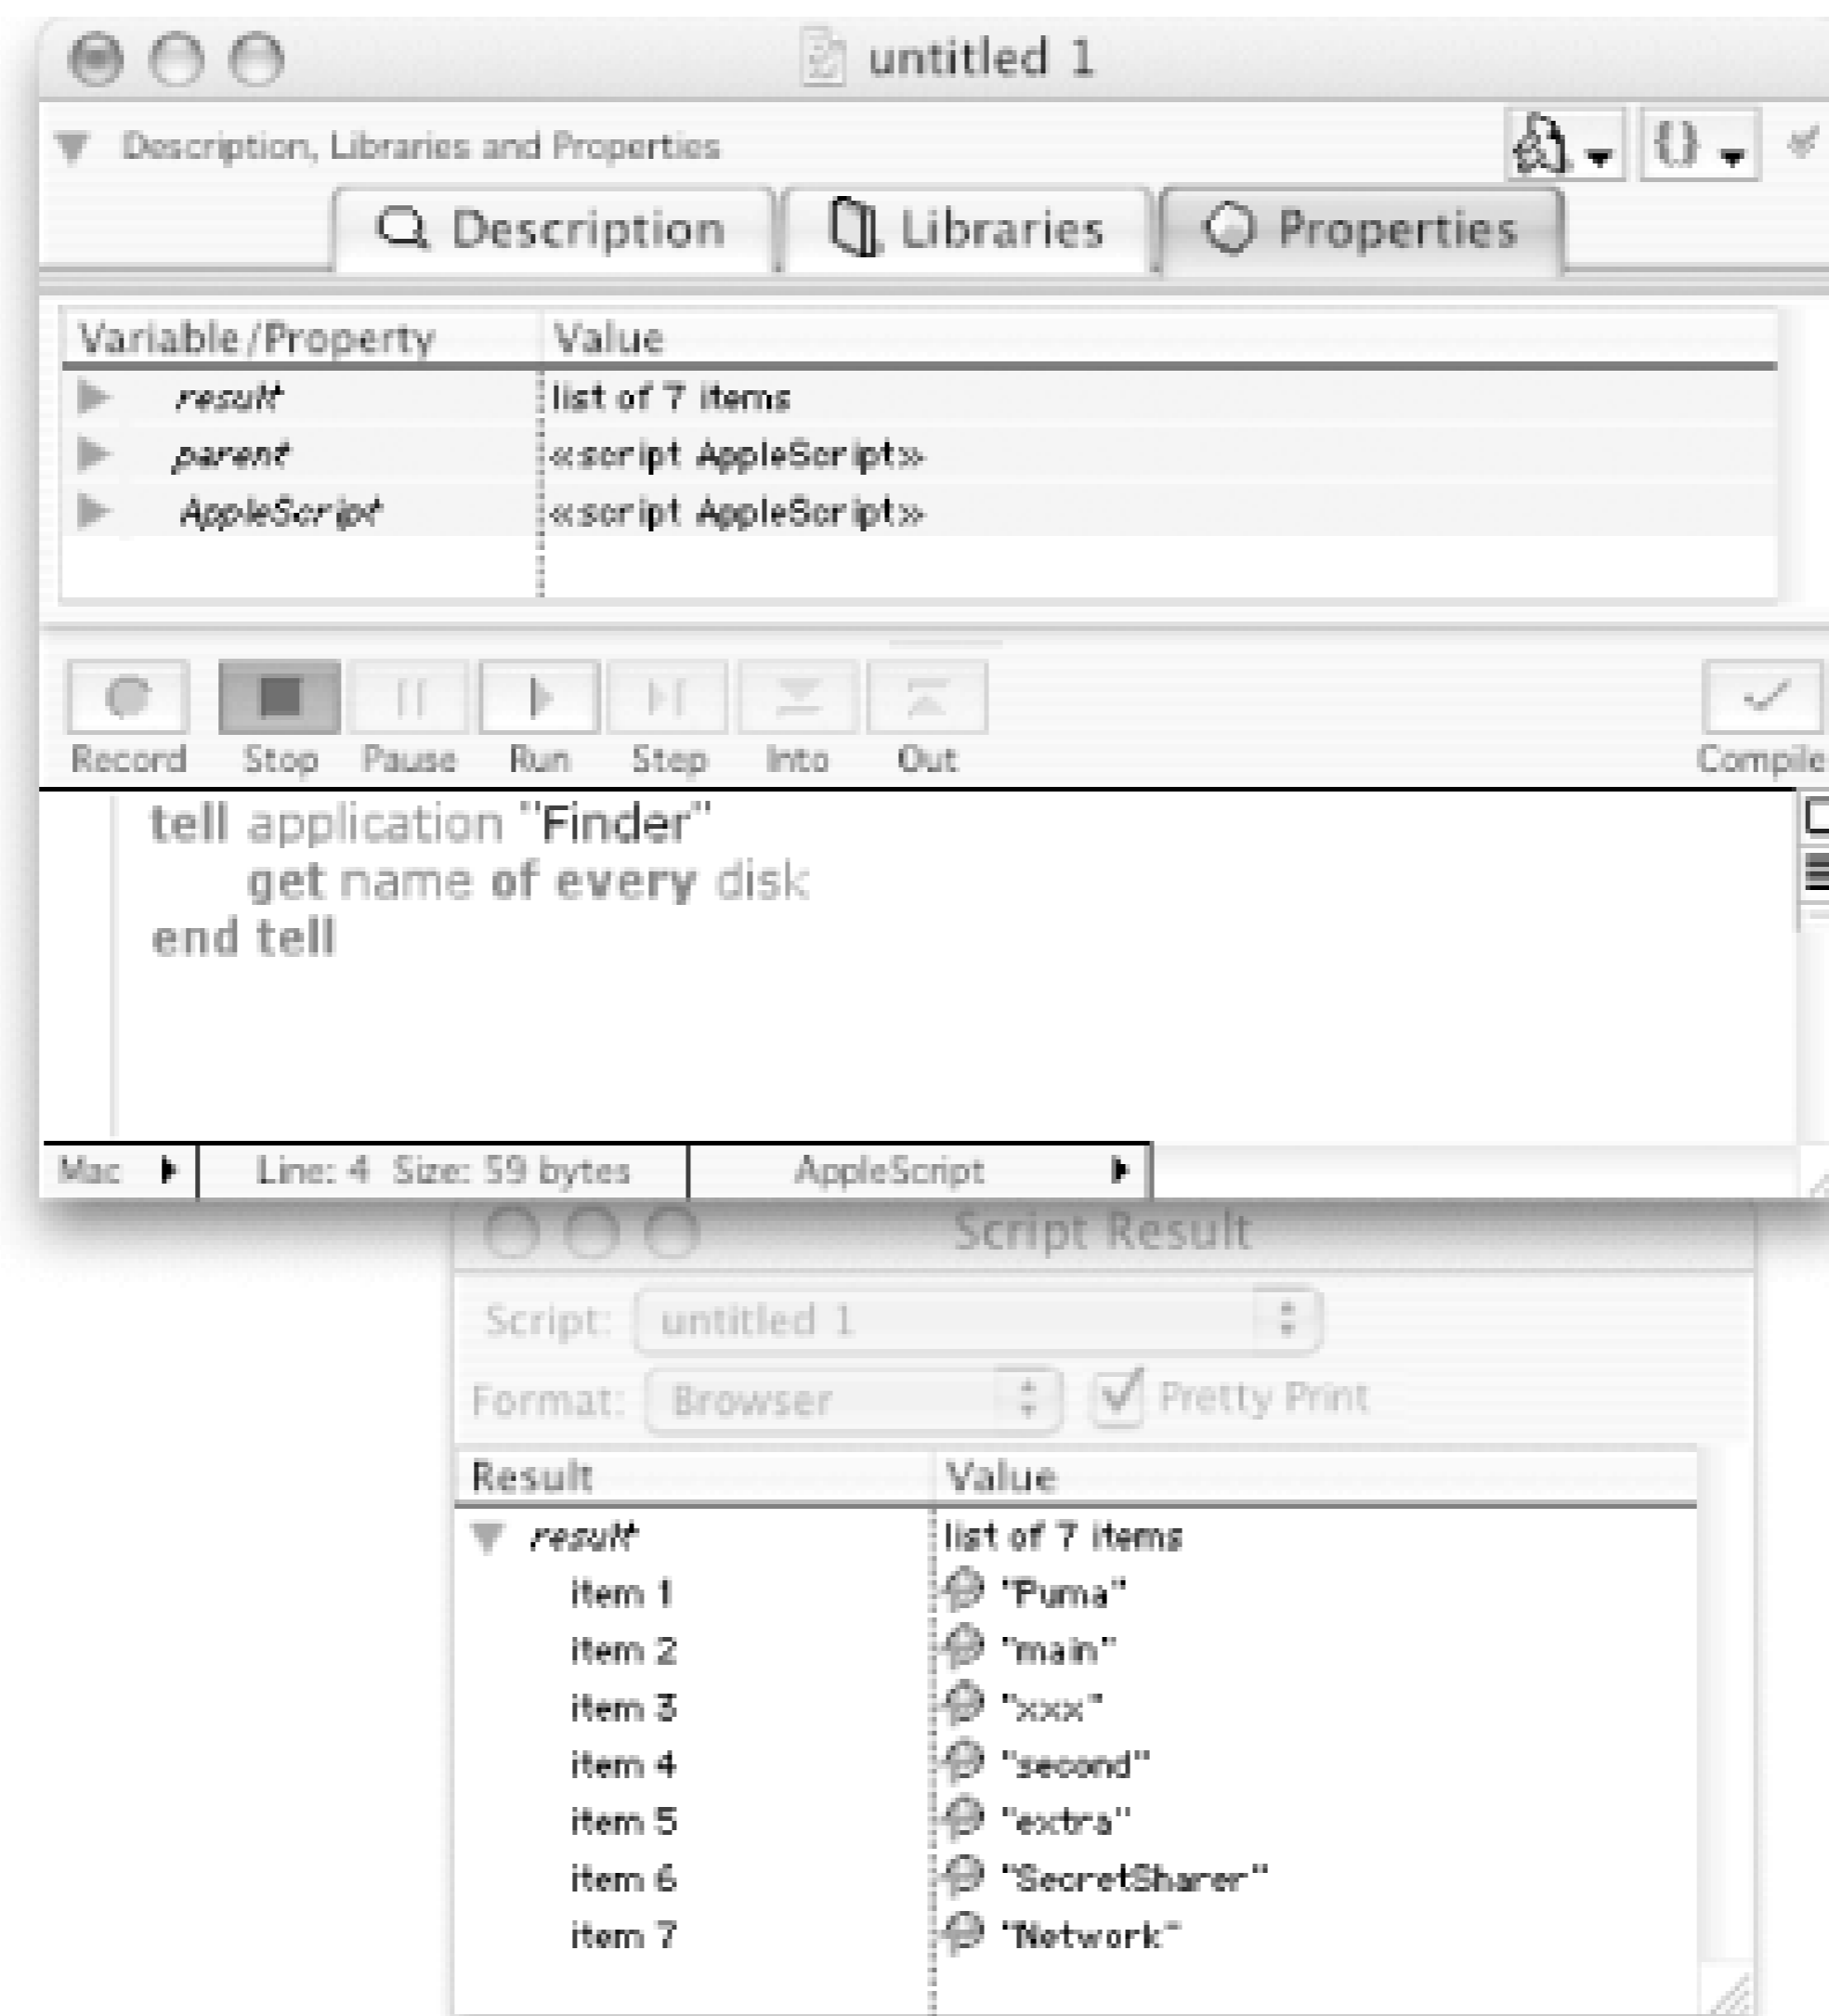 untitled 1
Description, Libraries and Properties
{}
Description Libraries Properties
Variable/Property Value
result list of 7 items
parent «script AppleScript»
AppleScript «script AppleScript»
Record Stop Pause Run Step Into Out Compile
tell application "Finder"
get name of every disk
end tell
Mac Line: 4 Size: 59 bytes AppleScript
Script Result
Script: untitled 1
Format: Browser Pretty Print
Result Value
result list of 7 items
item 1 "Puma"
item 2 "main"
item 3 "xxx"
item 4 "second"
item 5 "extra"
item 6 "SecretSharer"
item 7 "Network"